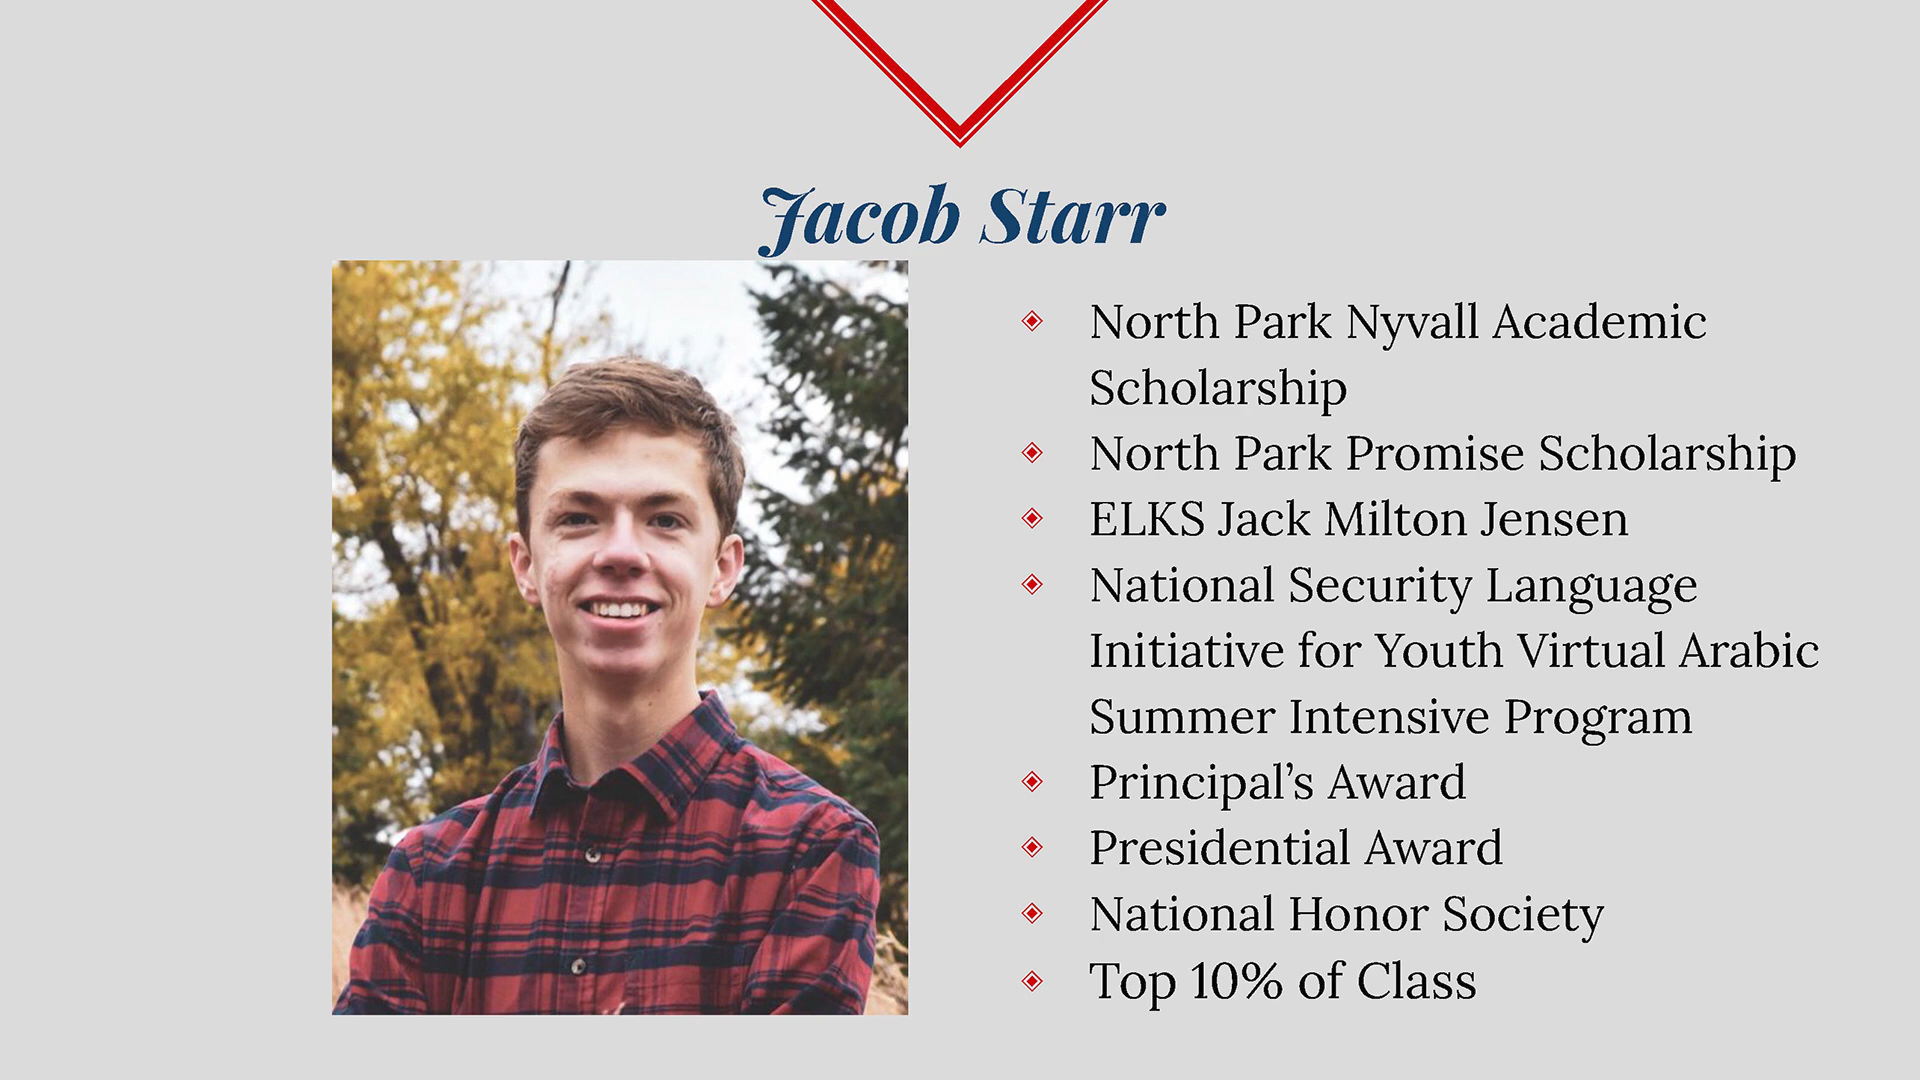 Jacob Starr
North Park Nyvall Academic
Scholarship
North Park Promise Scholarship
ELKS Jack Milton Jensen
National Security Language
Initiative for Youth Virtual Arabic
Summer Intensive Program
Principal’s Award
Presidential Award
National Honor Society
Top 10% of Class